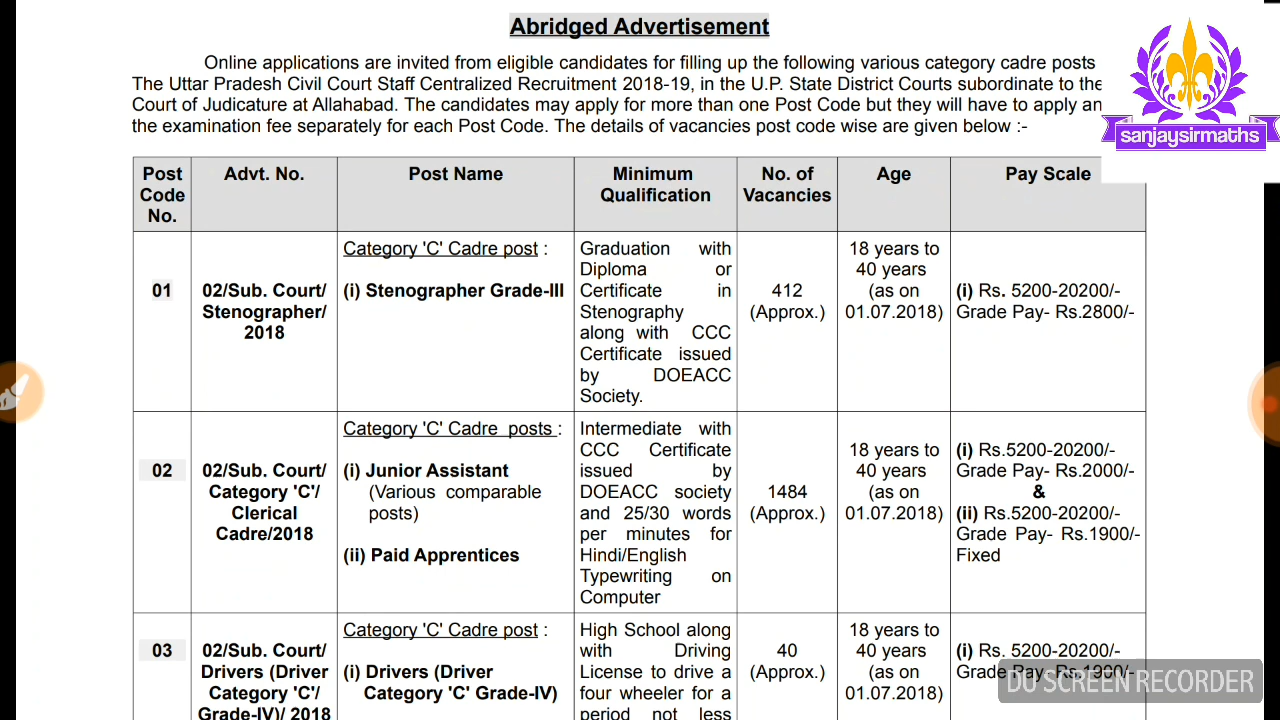 Abridged Advertisement
Online applications are invited from eligible candidates for filling up the following various category cadre posts
The Uttar Pradesh Civil Court Staff Centralized Recruitment 2018-19, in the U.P. State District Courts subordinate to the
Court of Judicature at Allahabad. The candidates may apply for more than one Post Code but they will have to apply an
the examination fee separately for each Post Code. The details of vacancies post code wise are given below :-
sanjaysirmaths
Post
Code
No.
Advt. No.
Post Name
Minimum
Qualification
No. of
Vacancies
Age
Pay Scale
01
02/Sub. Court/
Stenographer/
2018
Category 'C' Cadre post :
(i) Stenographer Grade-III
Graduation with
Diploma or
Certificate in
Stenography
along with CCC
Certificate issued
by DOEACC
Society.
412
(Approx.)
18 years to
40 years
(as on
01.07.2018)
(i) Rs. 5200-20200/-
Grade Pay- Rs.2800/-
02
02/Sub. Court/
Category 'C'/
Clerical
Cadre/2018
Category 'C' Cadre posts :
(i) Junior Assistant
(Various comparable
posts)
(ii) Paid Apprentices
Intermediate with
CCC Certificate
issued by
DOEACC society
and 25/30 words
per minutes for
Hindi/English
Typewriting on
Computer
1484
(Approx.)
18 years to
40 years
(as on
01.07.2018)
(i) Rs.5200-20200/-
Grade Pay- Rs.2000/-
&
(ii) Rs.5200-20200/-
Grade Pay- Rs.1900/-
Fixed
03
02/Sub. Court/
Drivers (Driver
Category 'C'/
Grade-IV)/ 2018
Category 'C' Cadre post :
(i) Drivers (Driver
Category 'C' Grade-IV)
High School along
with Driving
License to drive a
four wheeler for a
period not less
40
(Approx.)
18 years to
40 years
(as on
01.07.2018)
(i) Rs. 5200-20200/-
Grade Pay- Rs.1900/-
DU SCREEN RECORDER